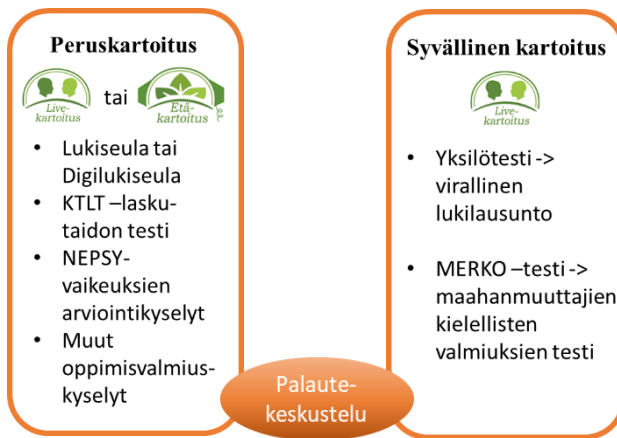 Peruskartoitus
Live-
kartoitus
tai
Etä-
kartoitus
• Lukiseula tai
Digilukiseula
• KTLT –lasku-
taidon testi
• NEPSY-
vaikeuksien
arviointikyselyt
• Muut
oppimisvalmius-
kyselyt
Syvällinen kartoitus
Live-
kartoitus
• Yksilötesti ->
virallinen
lukilausunto
• MERKO –testi ->
maahanmuuttajien
kielellisten
valmiuksien testi
Palaute-
keskustelu